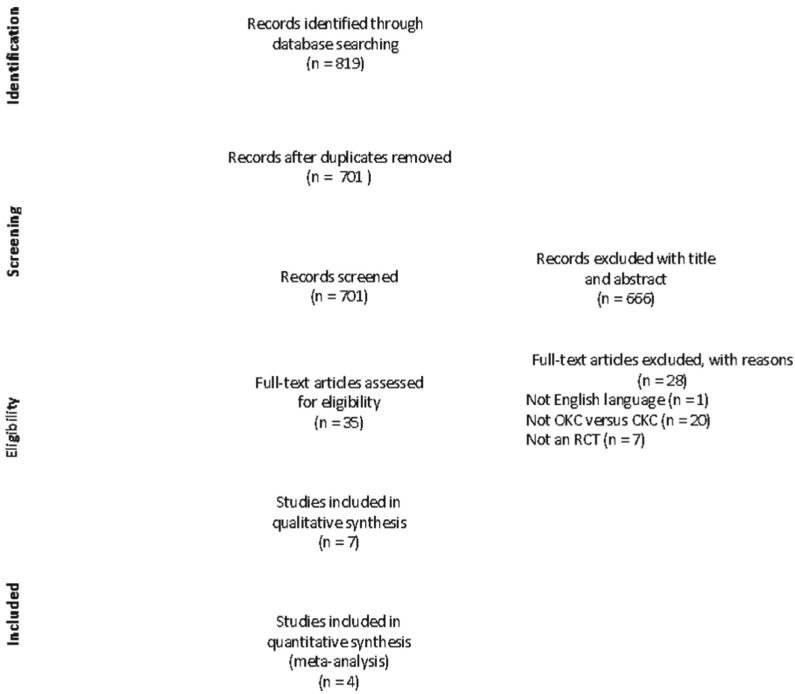 Identification
Records identified through
database searching
(n = 819)
Records after duplicates removed
(n = 701 )
Screening
Records screened
(n = 701)
Records excluded with title
and abstract
(n = 666)
Eligibility
Full-text articles assessed
for eligibility
(n = 35)
Full-text articles excluded, with reasons
(n = 28)
Not English language (n = 1)
Not OKC versus CKC (n = 20)
Not an RCT (n = 7)
Studies included in
qualitative synthesis
(n = 7)
Included
Studies included in
quantitative synthesis
(meta-analysis)
(n = 4)